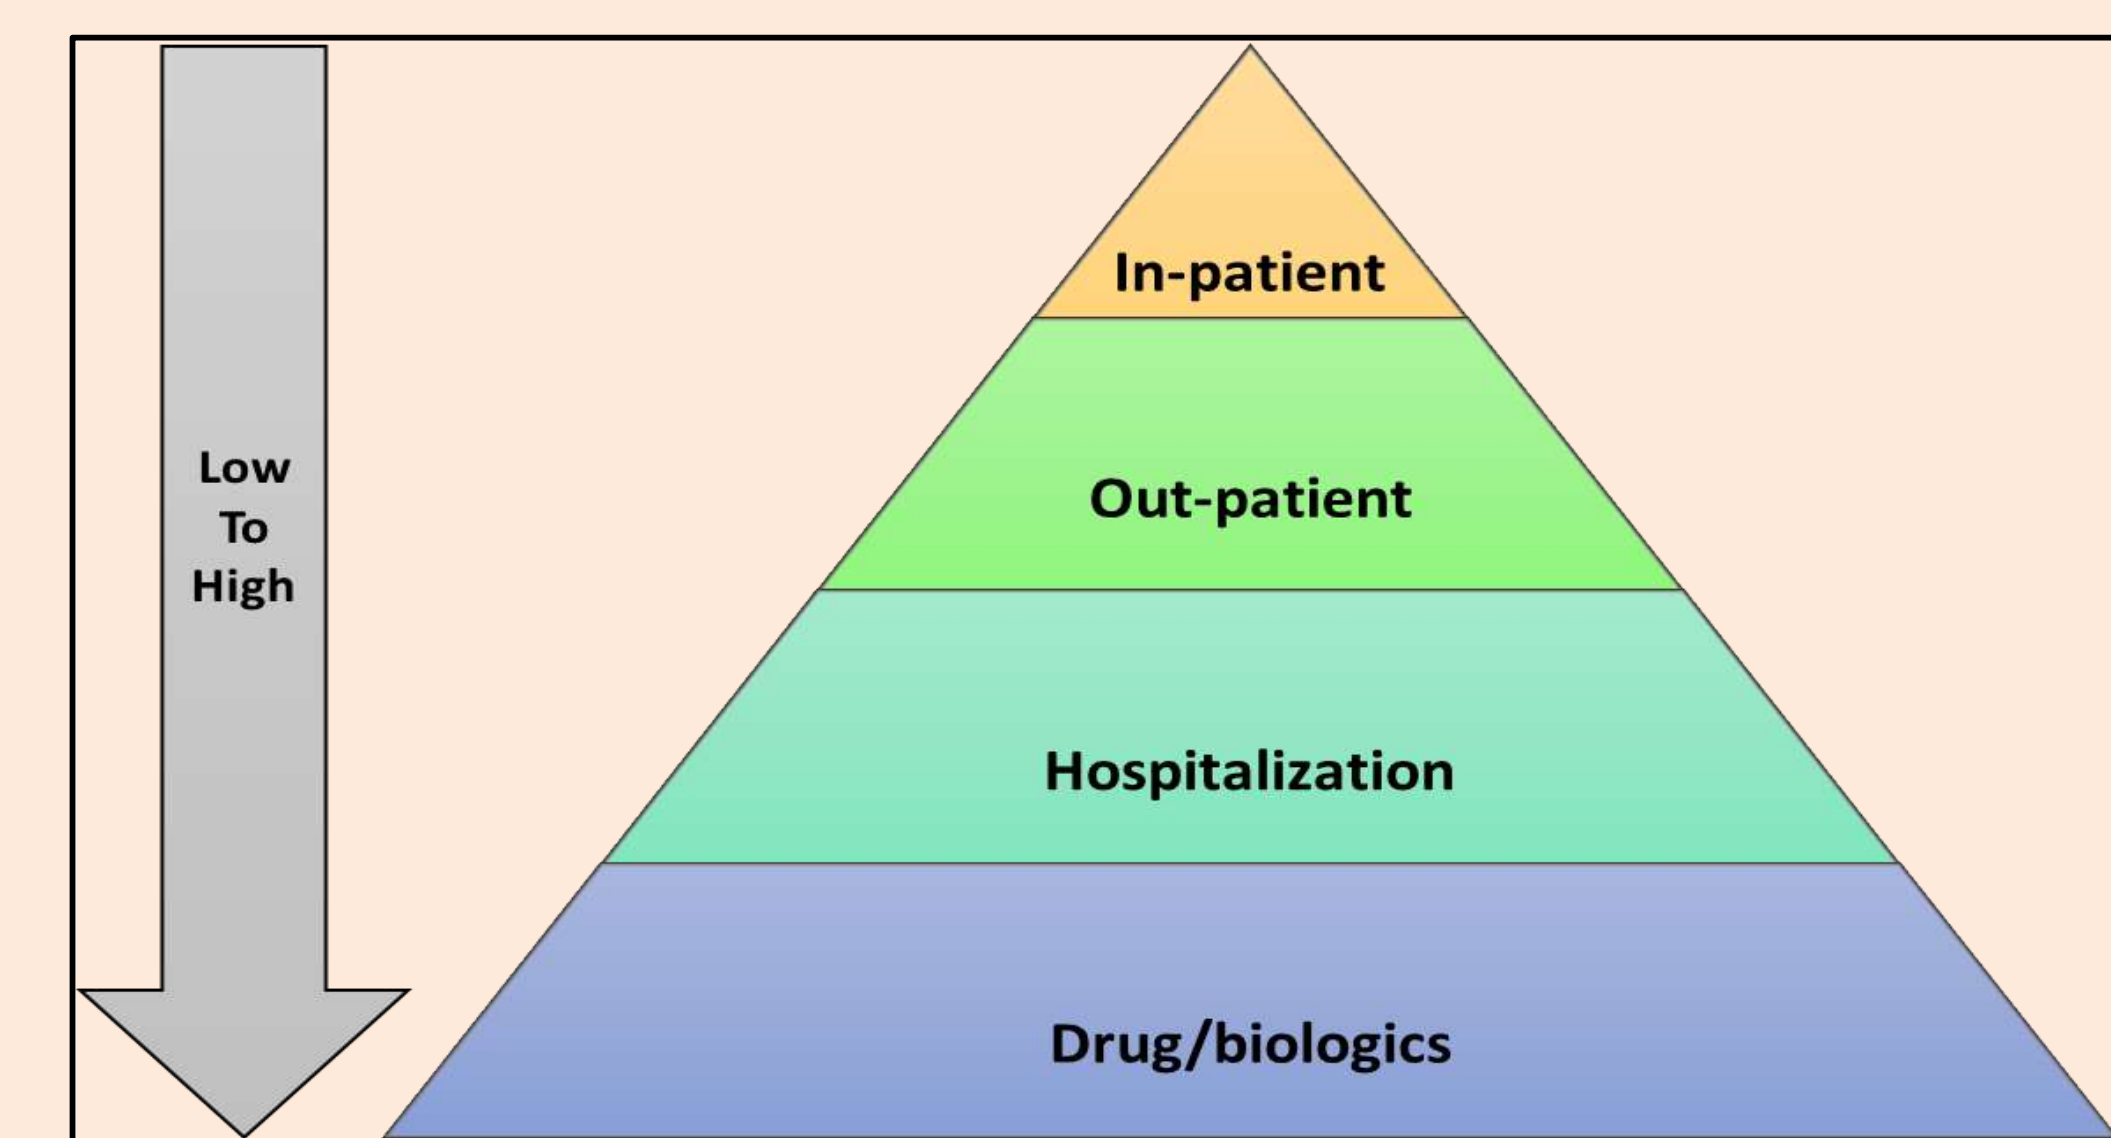 Low
To
High
In-patient
Out-patient
Hospitalization
Drug/biologics